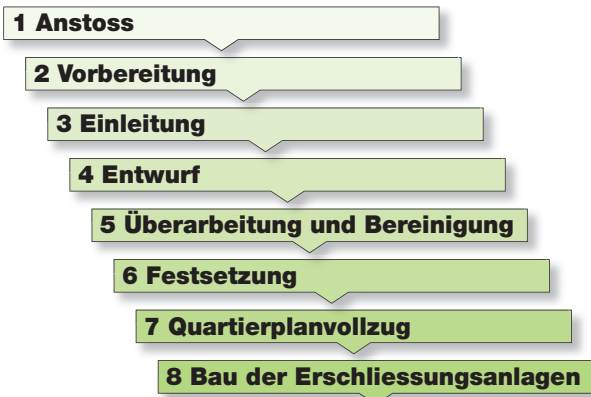 1 Anstoss
2 Vorbereitung
3 Einleitung
4 Entwurf
5 Überarbeitung und Bereinigung
6 Festsetzung
7 Quartierplanvollzug
8 Bau der Erschliessungsanlagen